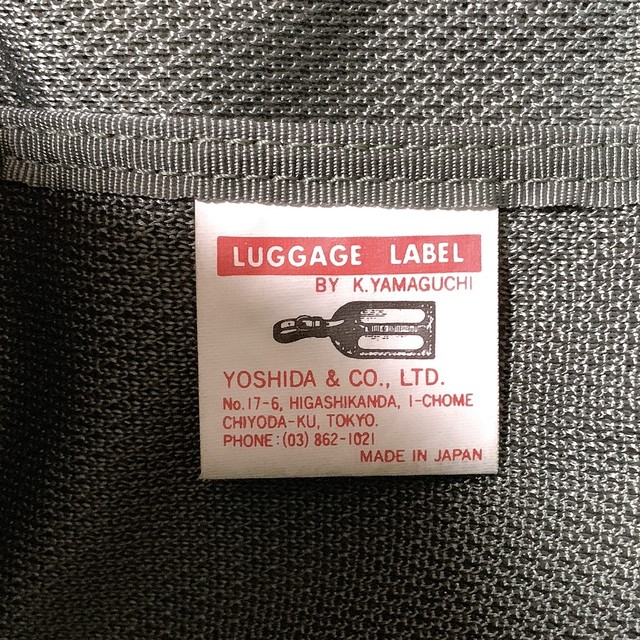 LUGGAGE LABEL
BY K.YAMAGUCHI
YOSHIDA & CO., LTD.
No.17-6, HIGASHIKANDA, 1-CHOME
CHIYODA-KU, TOKYO.
PHONE:(03) 862-1021
MADE IN JAPAN